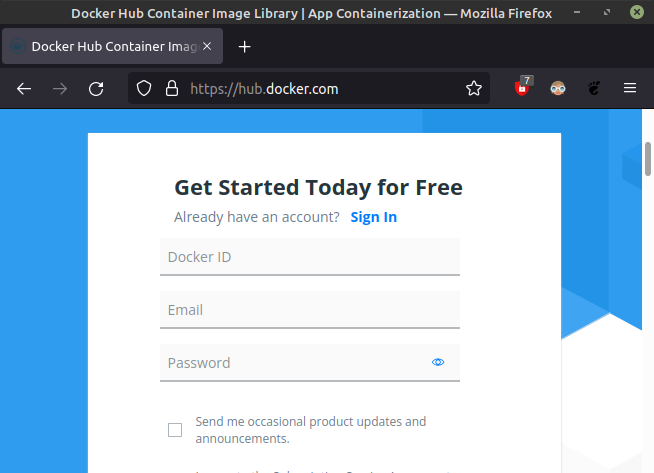 Docker Hub Container Image Library | App Containerization — Mozilla Firefox
Docker Hub Container Imag
7
https://hub.docker.com
Get Started Today for Free
Already have an account? Sign In
Docker ID
Email
Password
Send me occasional product updates and
announcements.